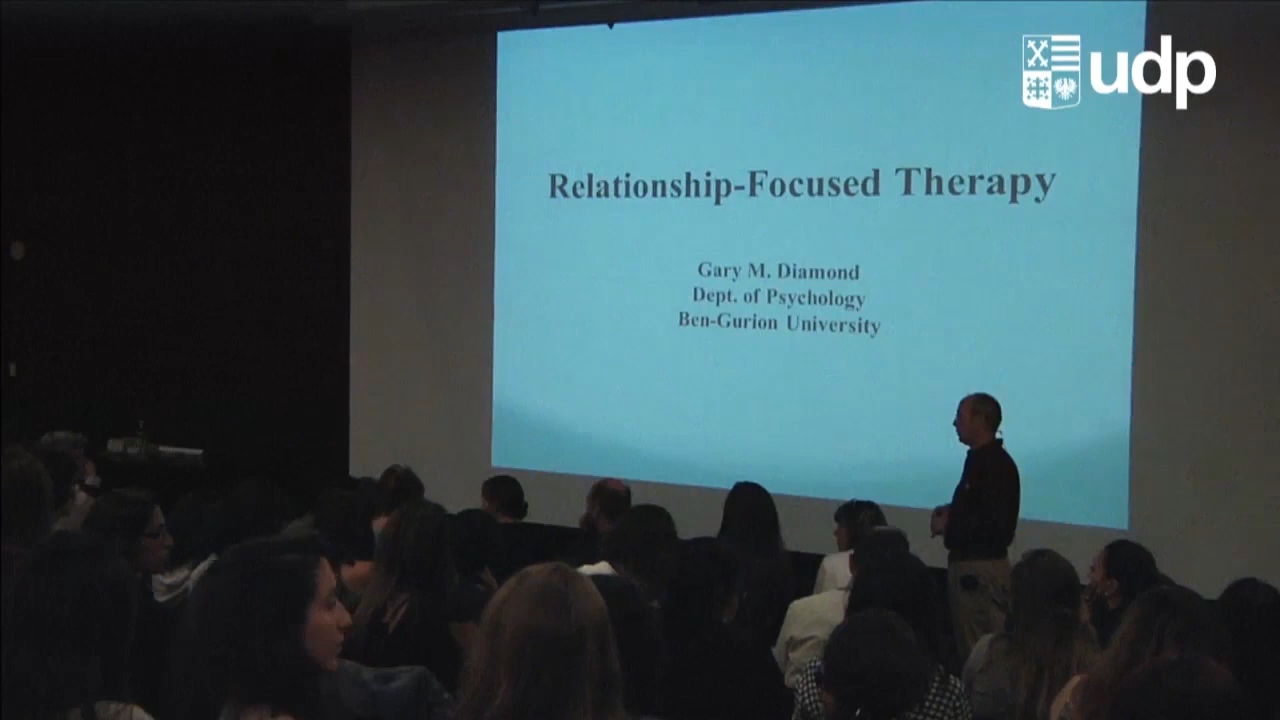 udp
Relationship-Focused Therapy
Gary M. Diamond
Dept. of Psychology
Ben-Gurion University